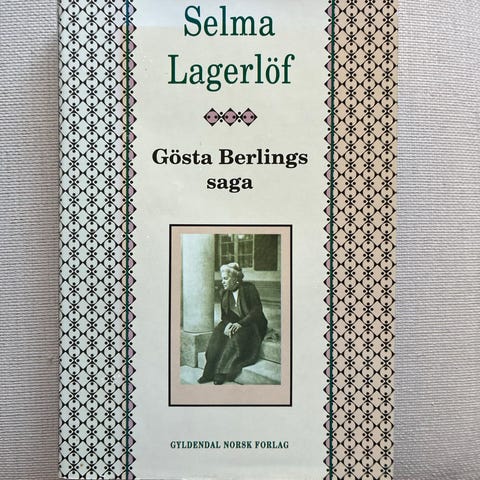 Selma
Lagerlöf
Gösta Berlings
saga
GYLDENDAL NORSK FORLAG